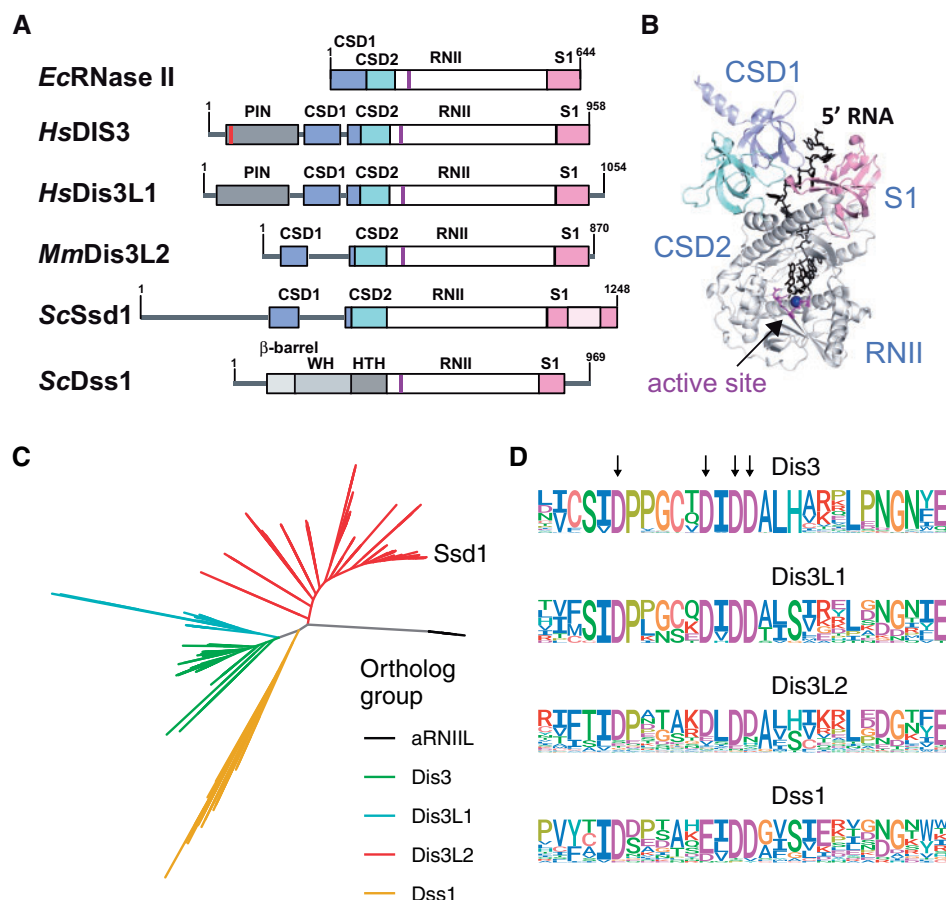 A
CSD1
1
CSD2
RNII
S1
644
EcRNase II
1
PIN
CSD1
CSD2
RNII
S1
958
HsDIS3
1
PIN
CSD1
CSD2
RNII
S1
1054
HsDis3L1
CSD1
CSD2
RNII
S1
870
MmDis3L2
1
CSD1
CSD2
RNII
S1
1248
ScSsd1
β-barrel
1
WH
HTH
RNII
S1
969
ScDss1
B
CSD1
5' RNA
S1
CSD2
RNII
active site
C
Ssd1
Ortholog
group
aRNIIL
Dis3
Dis3L1
Dis3L2
Dss1
D
Dis3
Dis3L1
Dis3L2
Dss1